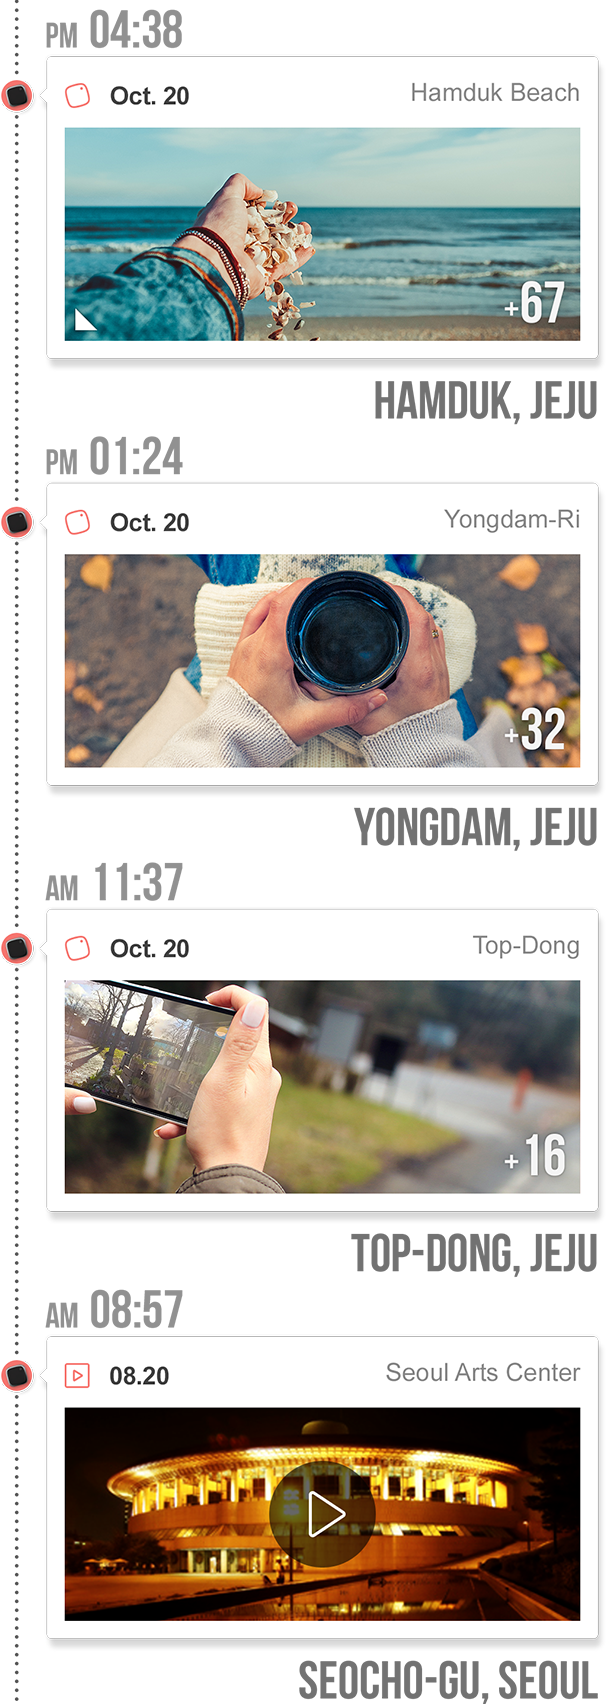 PM 04:38
Oct. 20 Hamduk Beach
+67
HAMDUK, JEJU
PM 01:24
Oct. 20 Yongdam-Ri
+32
YONGDAM, JEJU
AM 11:37
Oct. 20 Top-Dong
+16
TOP-DONG, JEJU
AM 08:57
08.20 Seoul Arts Center
SEOCHO-GU, SEOUL